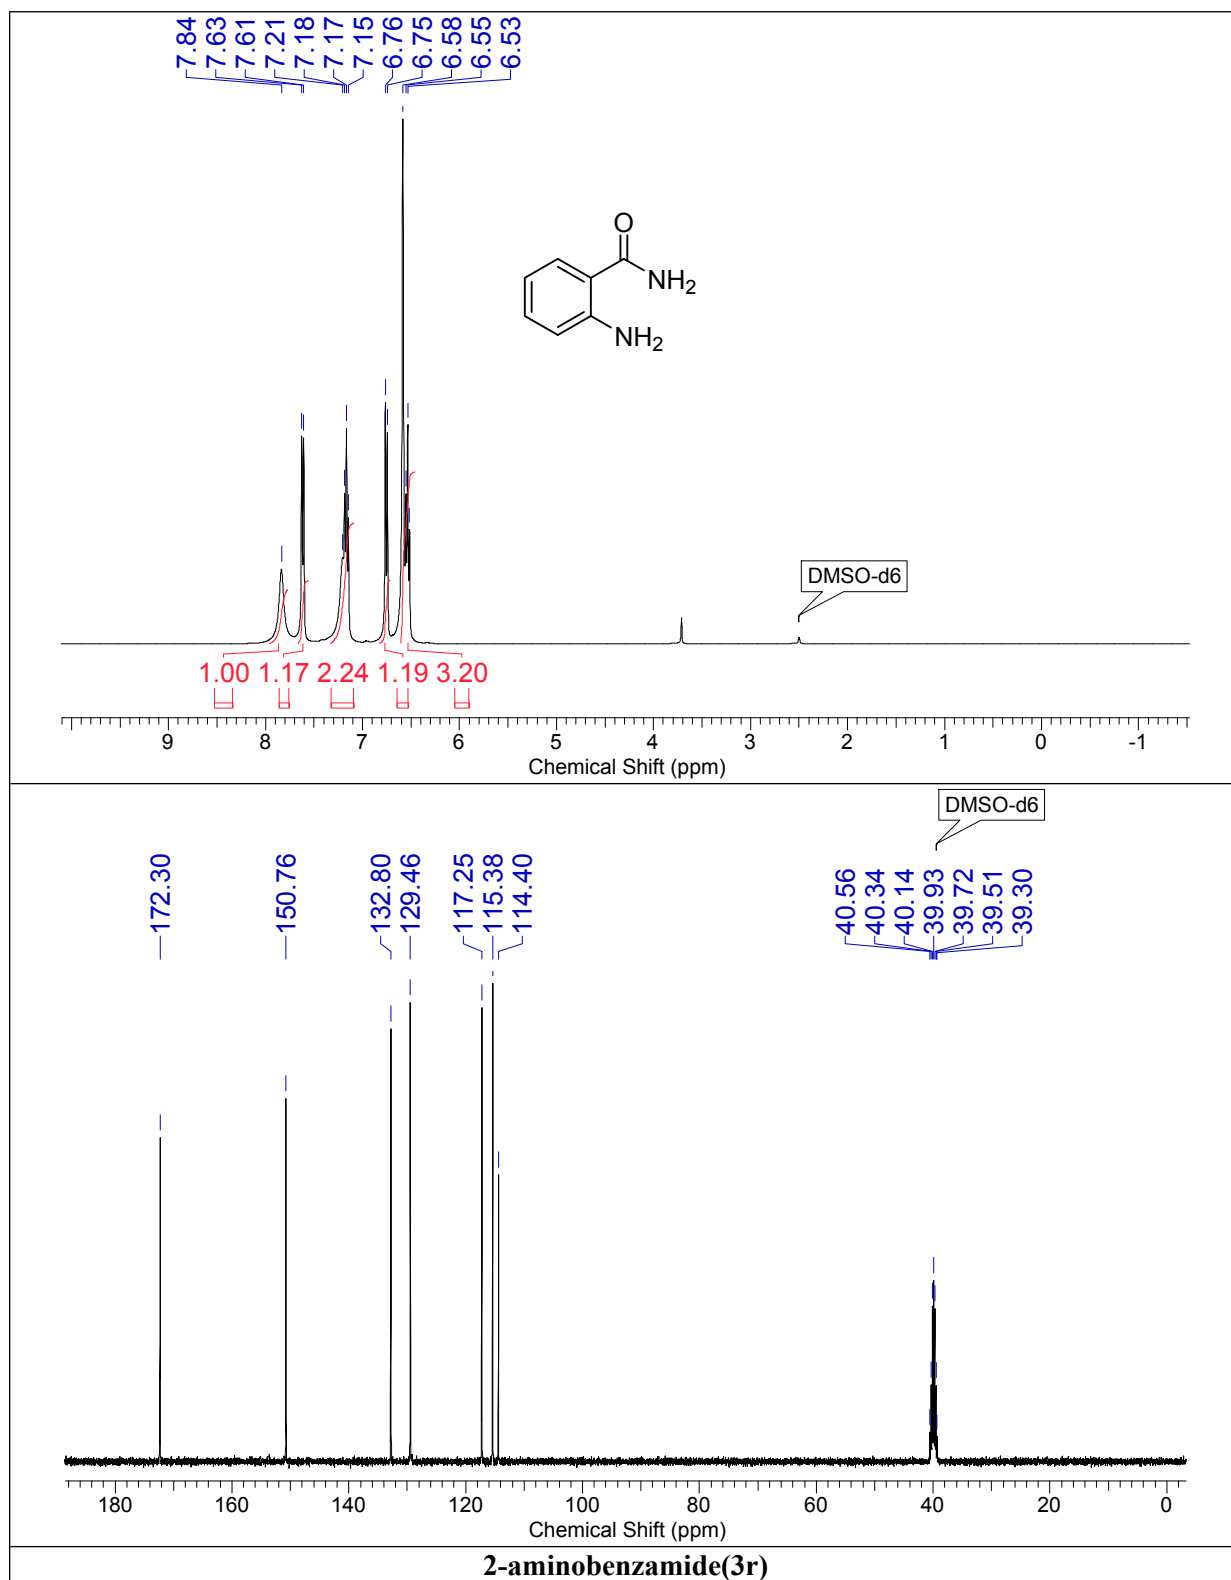 7.84 7.63 7.61 7.21 7.18 7.17 7.15 6.76 6.75 6.58 6.55 6.53
O
NH2
NH2
DMSO-d6
1.00 1.17 2.24 1.19 3.20
9 8 7 6 5 4 3 2 1 0 -1
Chemical Shift (ppm)
DMSO-d6
172.30 150.76 132.80 129.46 117.25 115.38 114.40 40.56 40.34 40.14 39.93 39.72 39.51 39.30
180 160 140 120 100 80 60 40 20 0
Chemical Shift (ppm)
2-aminobenzamide(3r)